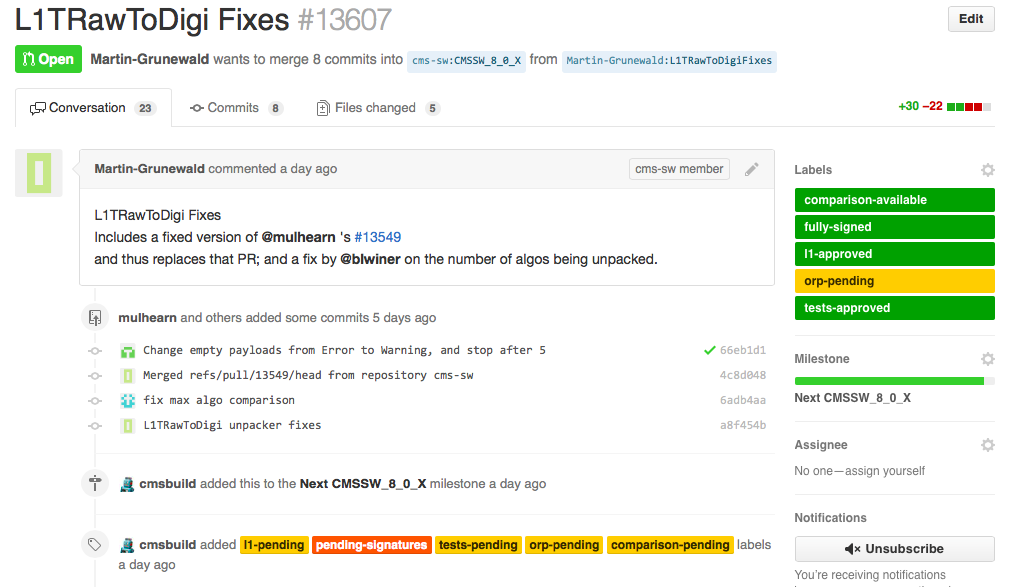 L1TRawToDigi Fixes #13607
Edit
Open Martin-Grunewald wants to merge 8 commits into cms-sw:CMSSW_8_0_X from Martin-Grunewald:L1TRawToDigiFixes
Conversation 23 Commits 8 Files changed 5
+30 −22
Martin-Grunewald commented a day ago cms-sw member
L1TRawToDigi Fixes
Includes a fixed version of @mulhearn 's #13549
and thus replaces that PR; and a fix by @blwiner on the number of algos being unpacked.
mulhearn and others added some commits 5 days ago
Change empty payloads from Error to Warning, and stop after 5 66eb1d1
Merged refs/pull/13549/head from repository cms-sw 4c8d048
fix max algo comparison 6adb4aa
L1TRawToDigi unpacker fixes a8f454b
cmsbuild added this to the Next CMSSW_8_0_X milestone a day ago
cmsbuild added l1-pending pending-signatures tests-pending orp-pending comparison-pending labels
a day ago
Labels
comparison-available
fully-signed
l1-approved
orp-pending
tests-approved
Milestone
Next CMSSW_8_0_X
Assignee
No one—assign yourself
Notifications
Unsubscribe
You're receiving notifications